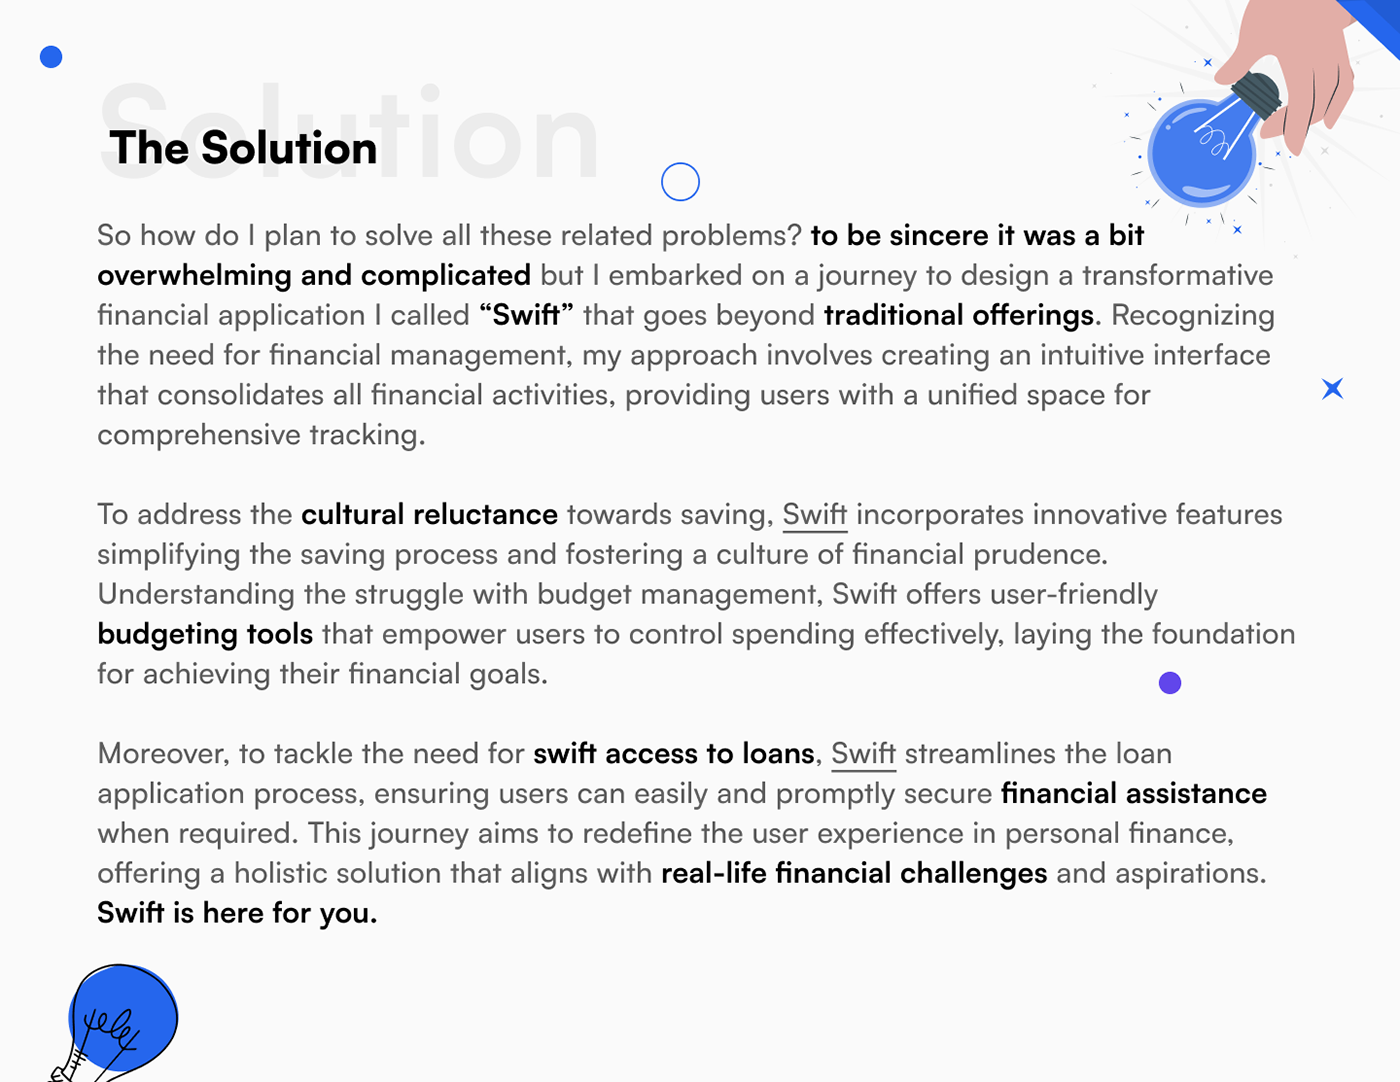 Solution
The Solution
So how do I plan to solve all these related problems? to be sincere it was a bit
overwhelming and complicated but I embarked on a journey to design a transformative
financial application I called “Swift” that goes beyond traditional offerings. Recognizing
the need for financial management, my approach involves creating an intuitive interface
that consolidates all financial activities, providing users with a unified space for
comprehensive tracking.
To address the cultural reluctance towards saving, Swift incorporates innovative features
simplifying the saving process and fostering a culture of financial prudence.
Understanding the struggle with budget management, Swift offers user-friendly
budgeting tools that empower users to control spending effectively, laying the foundation
for achieving their financial goals.
Moreover, to tackle the need for swift access to loans, Swift streamlines the loan
application process, ensuring users can easily and promptly secure financial assistance
when required. This journey aims to redefine the user experience in personal finance,
offering a holistic solution that aligns with real-life financial challenges and aspirations.
Swift is here for you.